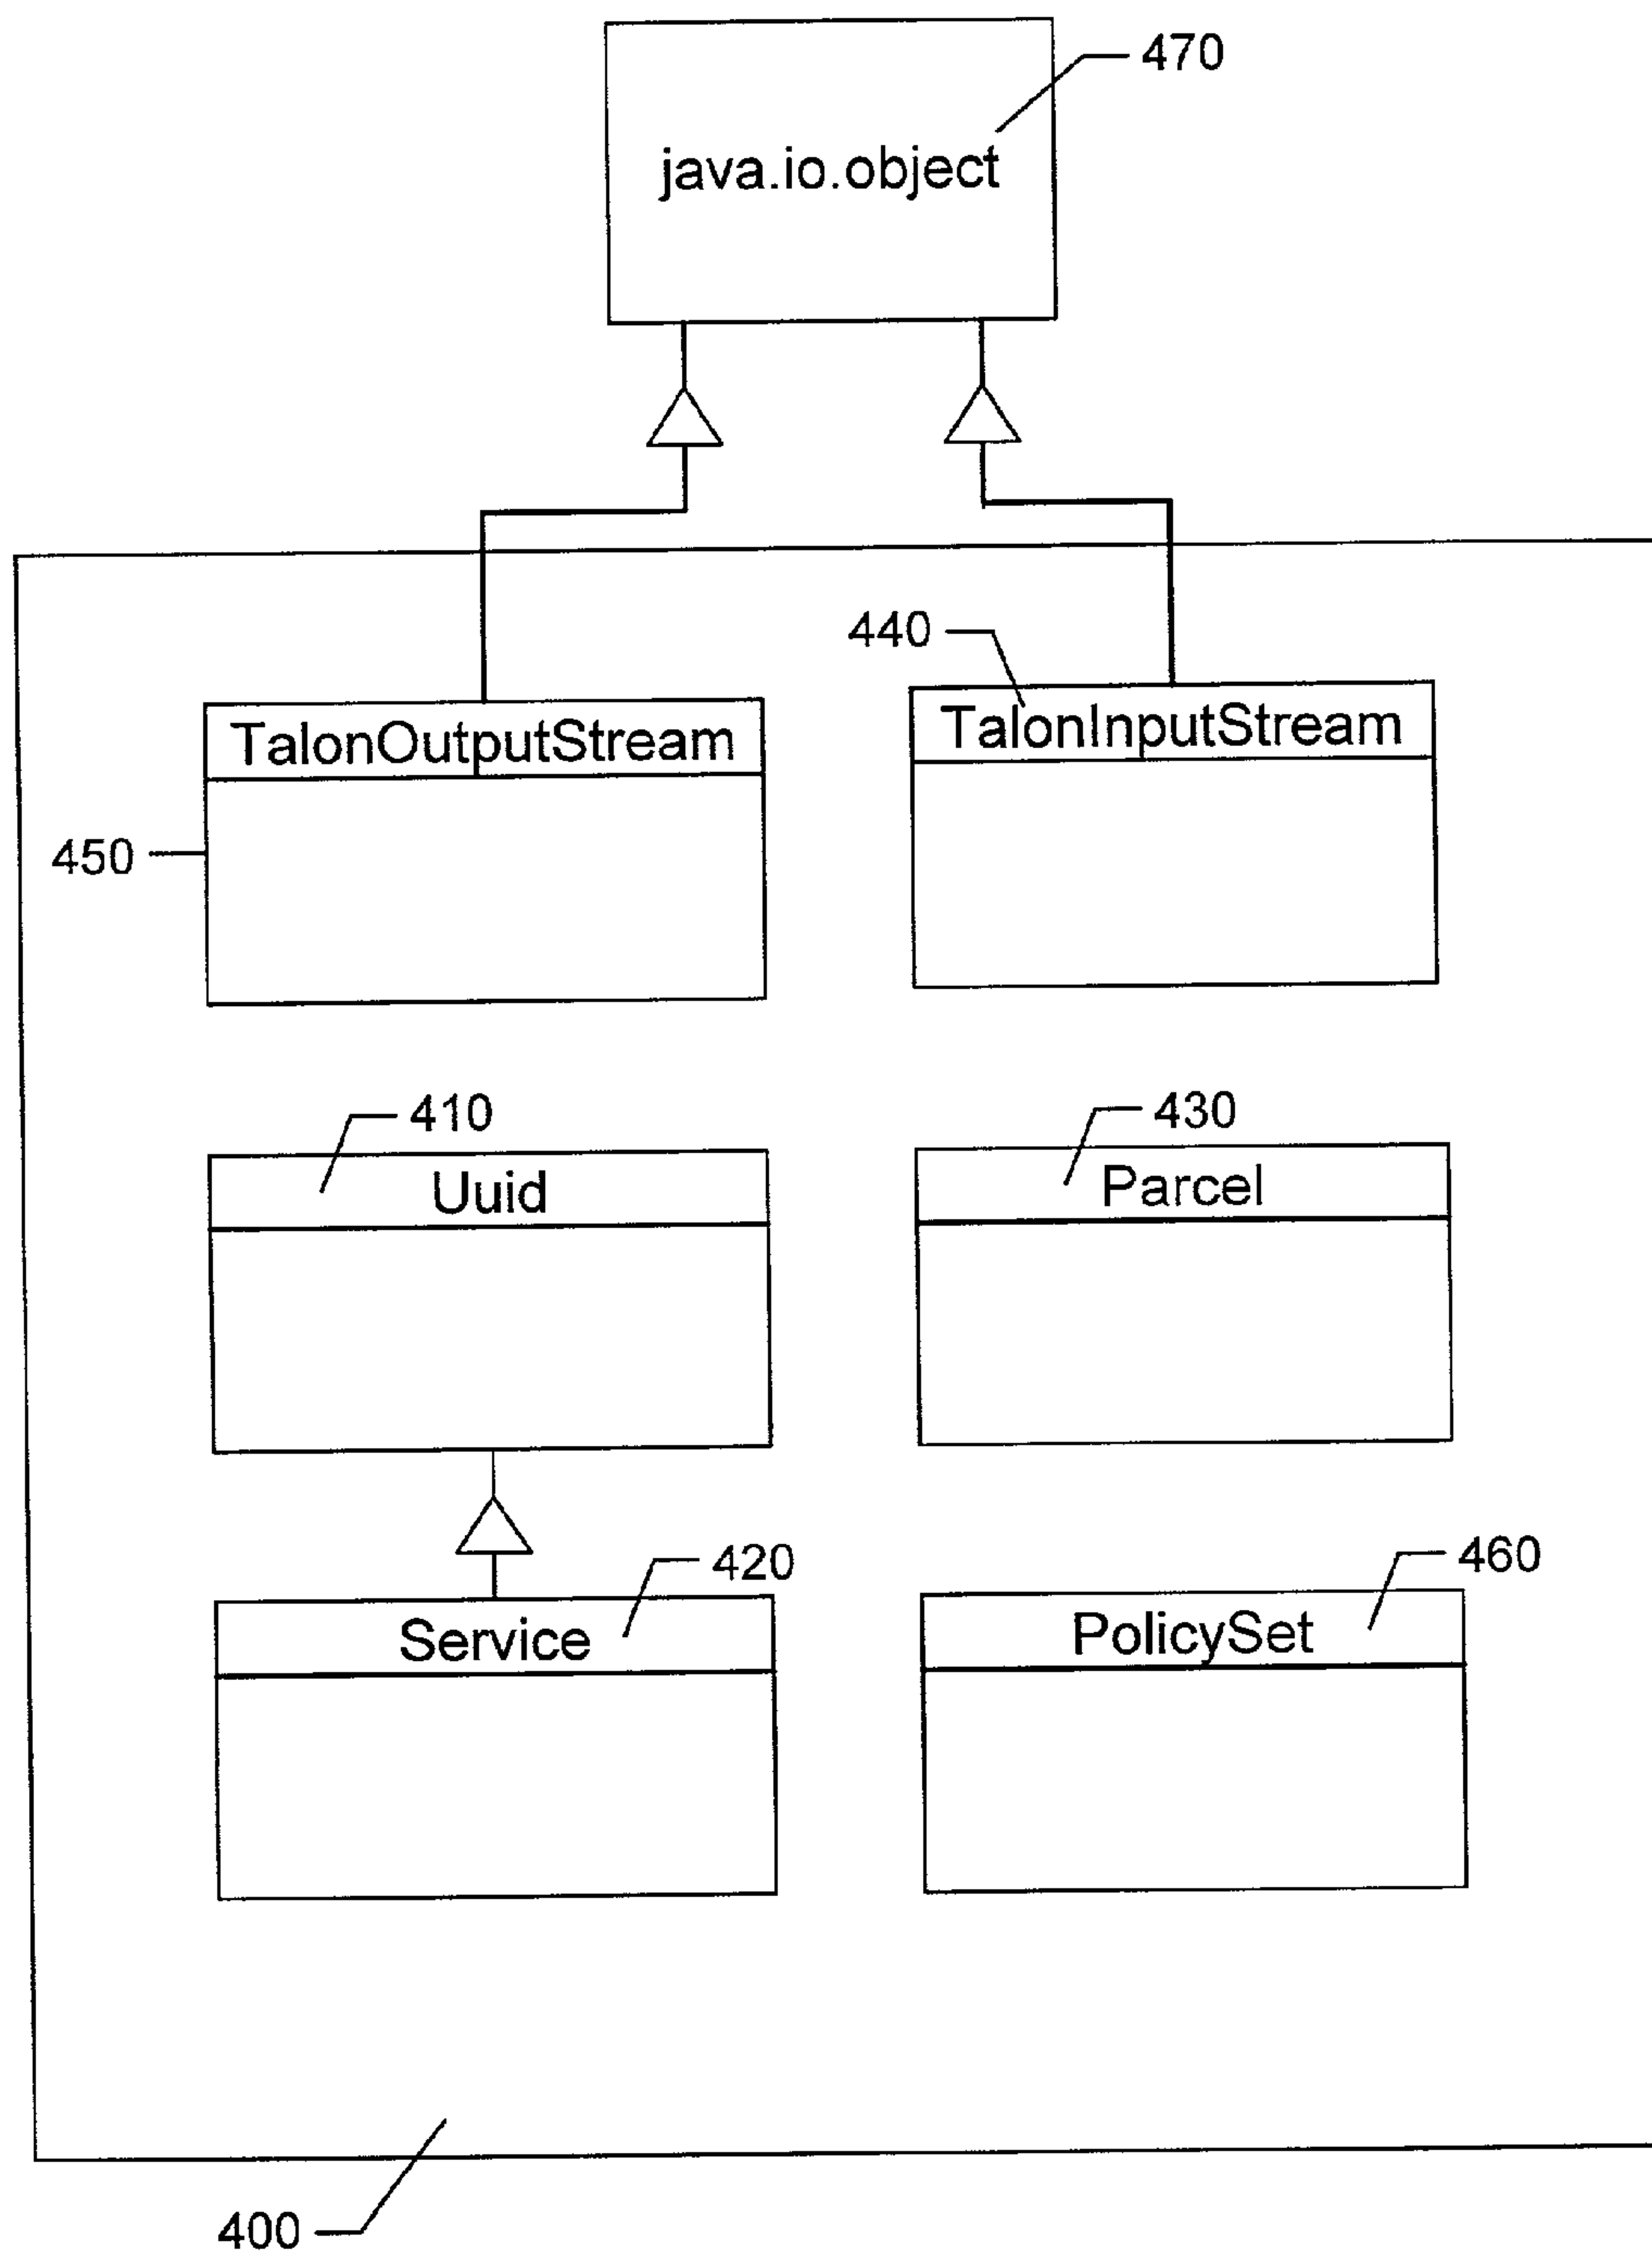 470
java.io.object
440
TalonOutputStream
TalonInputStream
450
410
430
Uuid
Parcel
420
460
Service
PolicySet
400